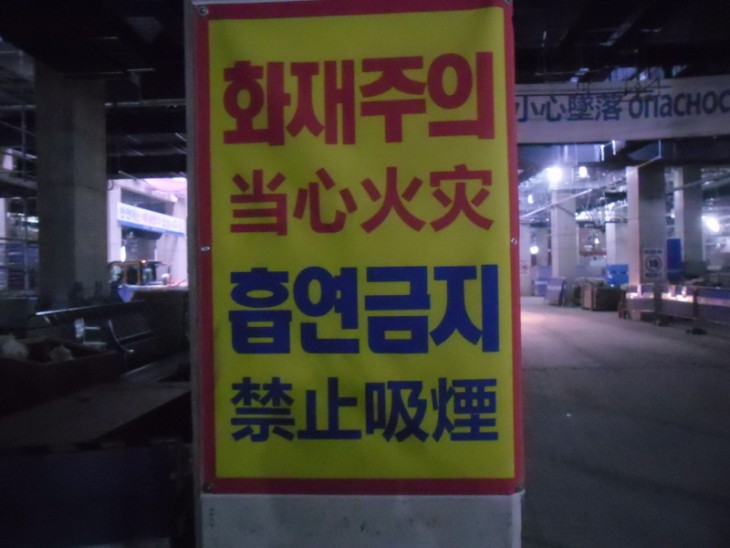 화재주의
当心火灾
흡연금지
禁止吸煙
小心墜落 опасно